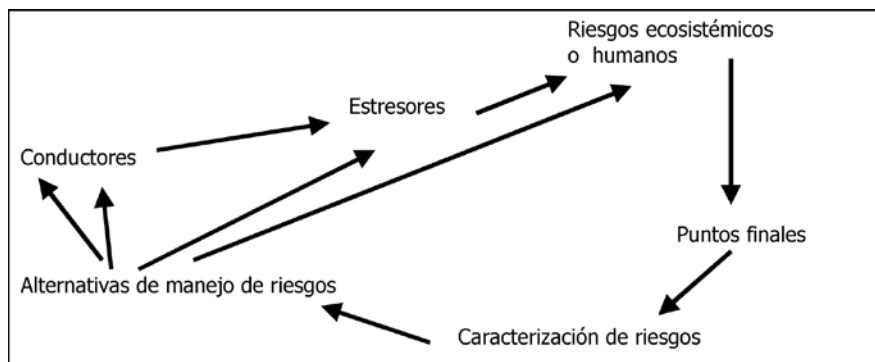 Riesgos ecosistémicos
o humanos
Estresores
Conductores
Puntos finales
Alternativas de manejo de riesgos
Caracterización de riesgos